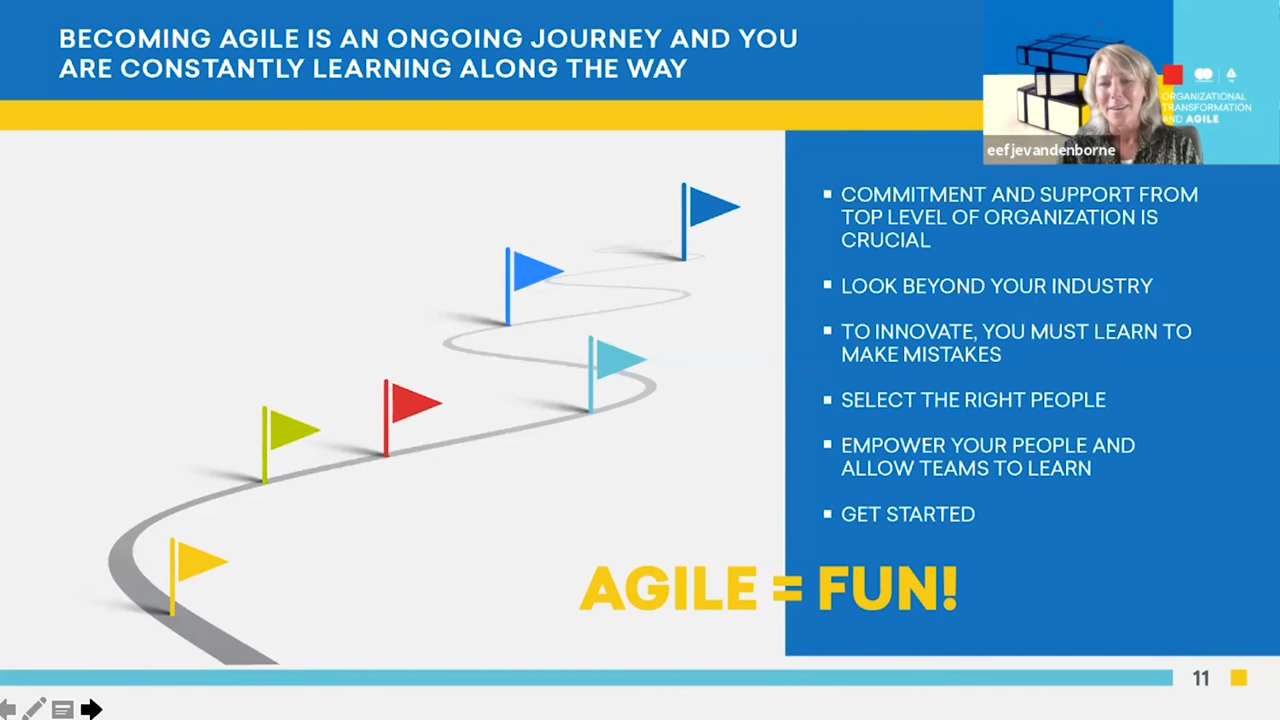 BECOMING AGILE IS AN ONGOING JOURNEY AND YOU
ARE CONSTANTLY LEARNING ALONG THE WAY
ORGANIZATIONAL
TRANSFORMATION
AND AGILE
eefjevandenborne
COMMITMENT AND SUPPORT FROM
TOP LEVEL OF ORGANIZATION IS
CRUCIAL
LOOK BEYOND YOUR INDUSTRY
TO INNOVATE, YOU MUST LEARN TO
MAKE MISTAKES
SELECT THE RIGHT PEOPLE
EMPOWER YOUR PEOPLE AND
ALLOW TEAMS TO LEARN
GET STARTED
AGILE = FUN!
11